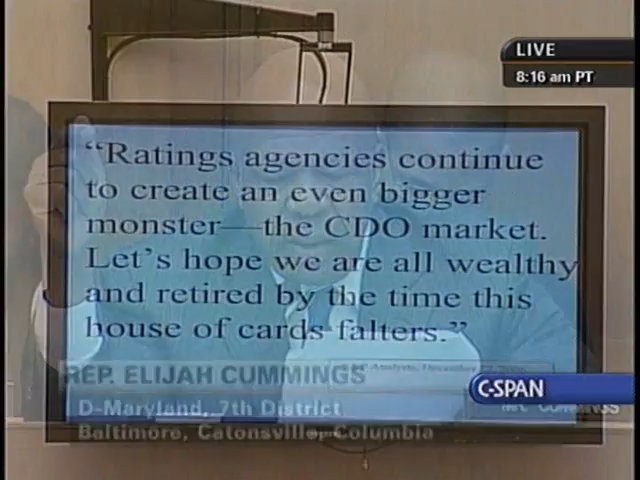 LIVE
8:16 am PT
“Ratings agencies continue
to create an even bigger
monster—the CDO market.
Let's hope we are all wealthy
and retired by the time this
house of cards falters.”
REP. ELIJAH CUMMINGS
C-SPAN
D-Maryland, 7th District
CUMMINGS
Baltimore, Catonsville, Columbia